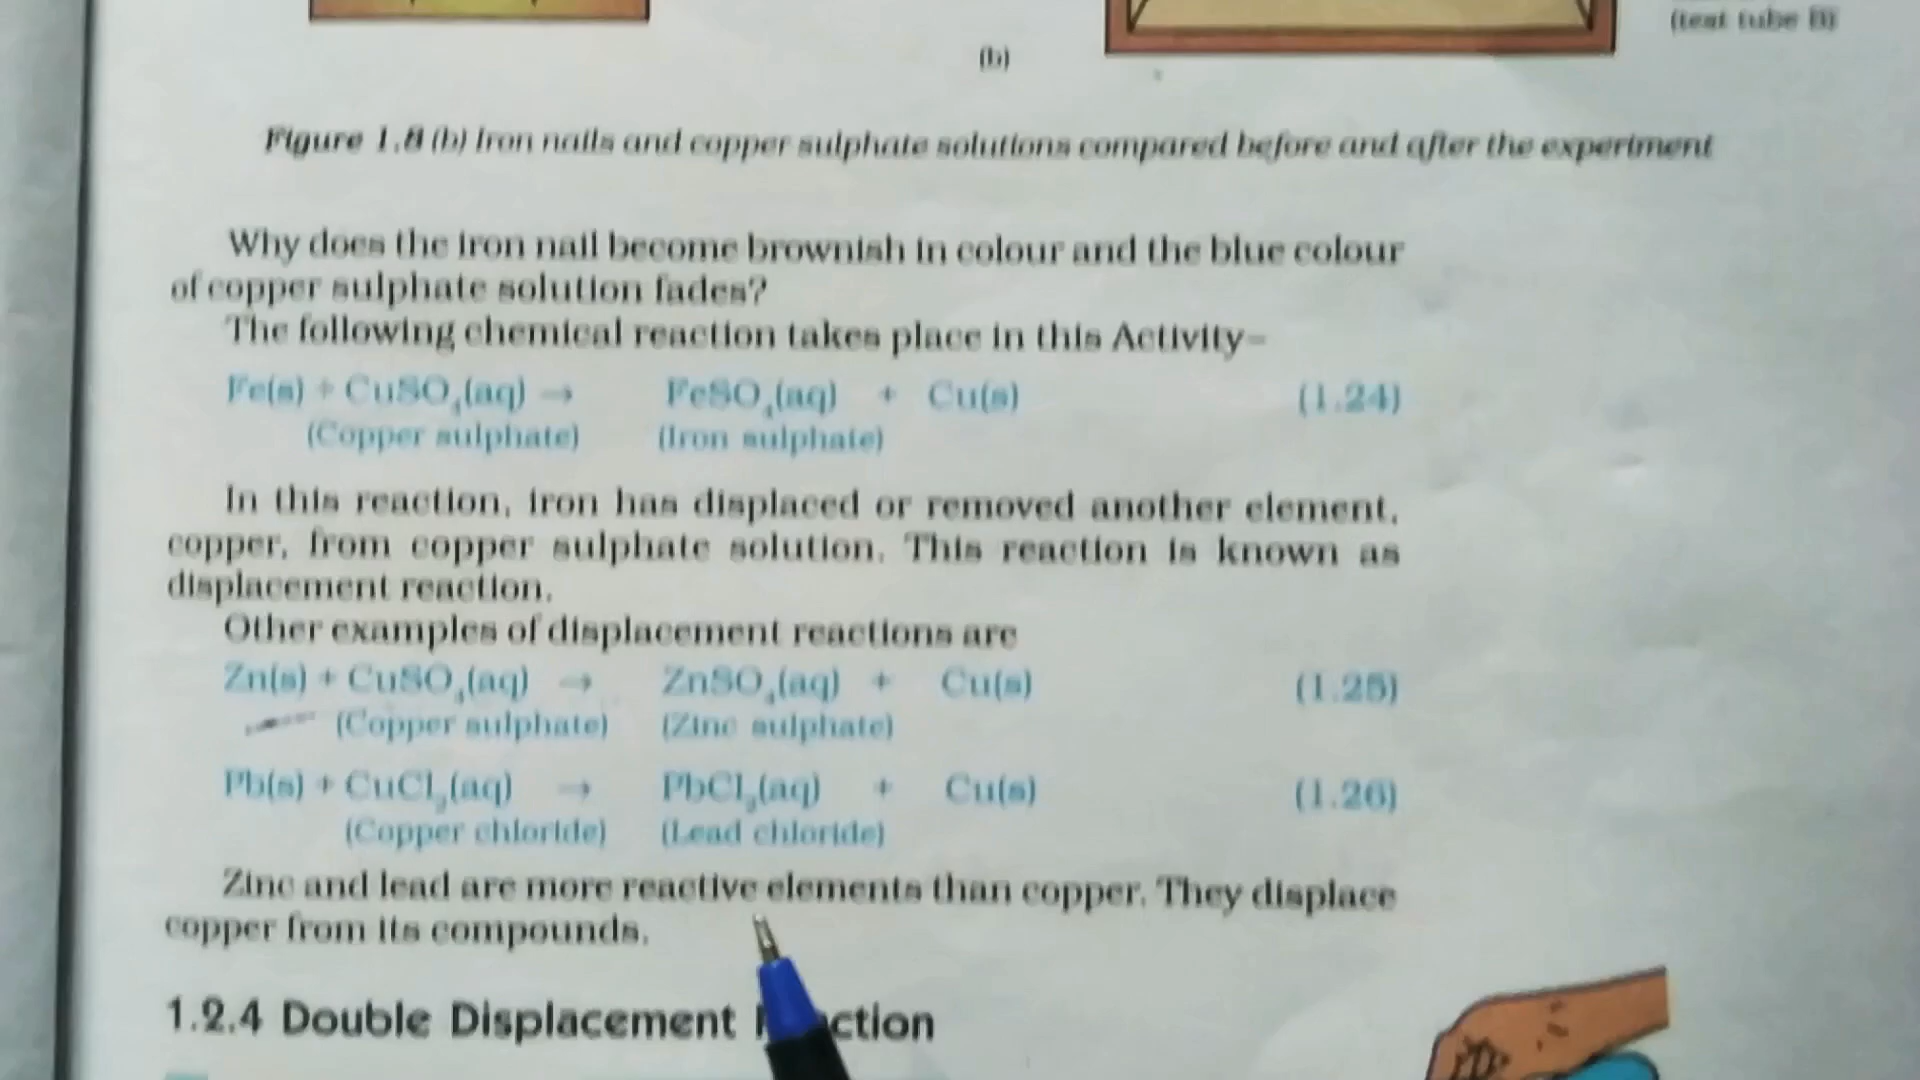 (test tube B)
(b)
Figure 1.8 (b) Iron nails and copper sulphate solutions compared before and after the experiment
Why does the iron nail become brownish in colour and the blue colour
of copper sulphate solution fades?
The following chemical reaction takes place in this Activity–
Fe(s) + CuSO₄(aq) → FeSO₄(aq) + Cu(s) (1.24)
(Copper sulphate) (Iron sulphate)
In this reaction, iron has displaced or removed another element,
copper, from copper sulphate solution. This reaction is known as
displacement reaction.
Other examples of displacement reactions are
Zn(s) + CuSO₄(aq) → ZnSO₄(aq) + Cu(s) (1.25)
(Copper sulphate) (Zinc sulphate)
Pb(s) + CuCl₂(aq) → PbCl₂(aq) + Cu(s) (1.26)
(Copper chloride) (Lead chloride)
Zinc and lead are more reactive elements than copper. They displace
copper from its compounds.
1.2.4 Double Displacement ction